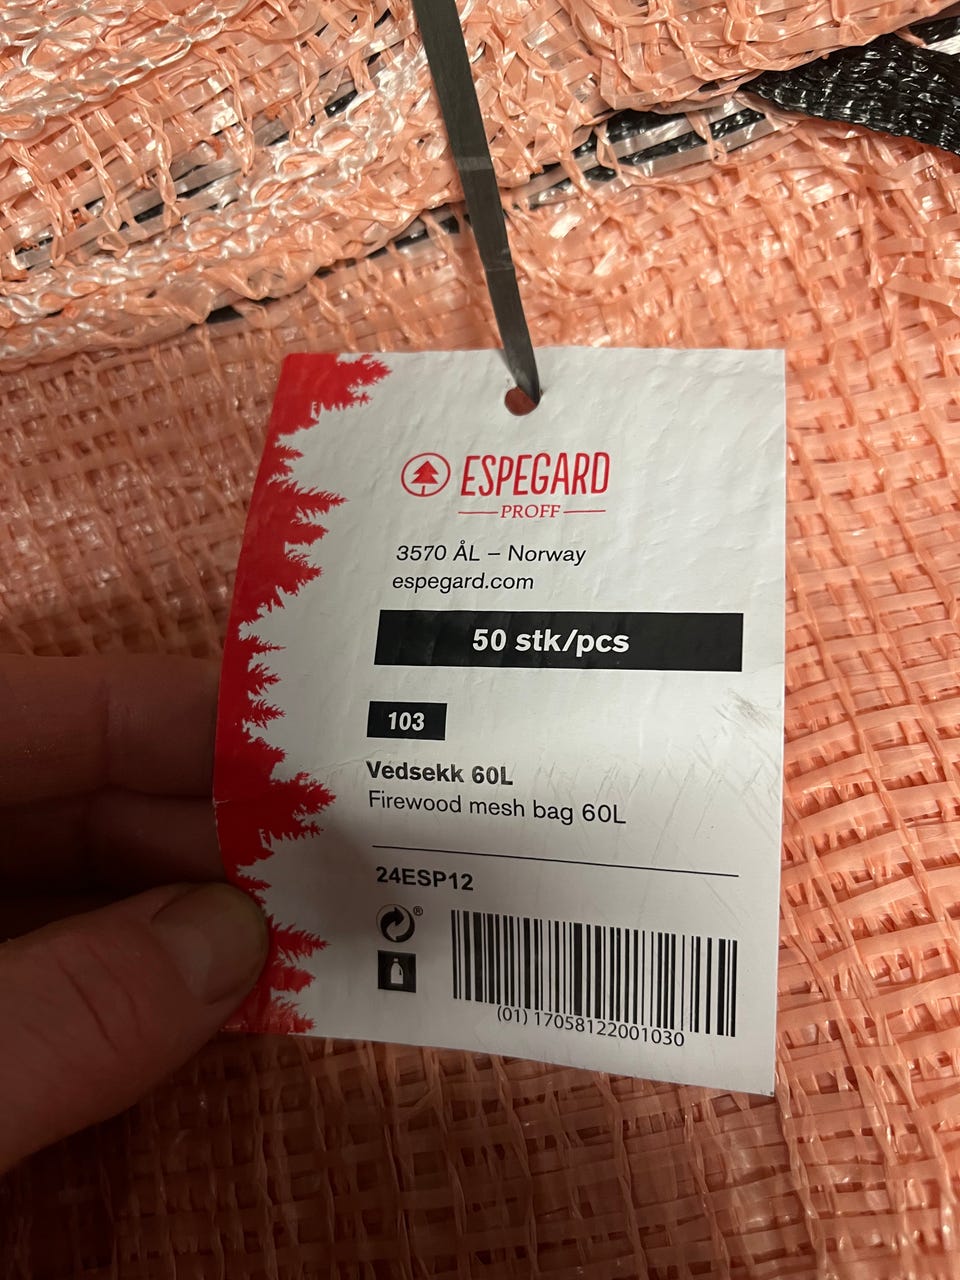 ESPEGARD
PROFF
3570 ÅL – Norway
espegard.com
50 stk/pcs
103
Vedsekk 60L
Firewood mesh bag 60L
24ESP12
®
(01) 17058122001030